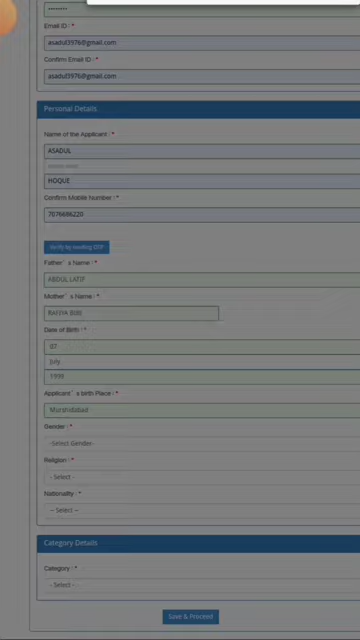 ********
Email ID : *
asadul3976@gmail.com
Confirm Email ID : *
asadul3976@gmail.com
Personal Details
Name of the Applicant : *
ASADUL
HOQUE
Confirm Mobile Number : *
7076686220
Verify by sending OTP
Father`s Name : *
ABDUL LATIF
Mother`s Name : *
RAIYA BIBI
Date of Birth : *
07
July
1999
Applicant`s birth Place : *
Murshidabad
Gender : *
-Select Gender-
Religion : *
- Select -
Nationality : *
-- Select --
Category Details
Category : *
- Select -
Save & Proceed